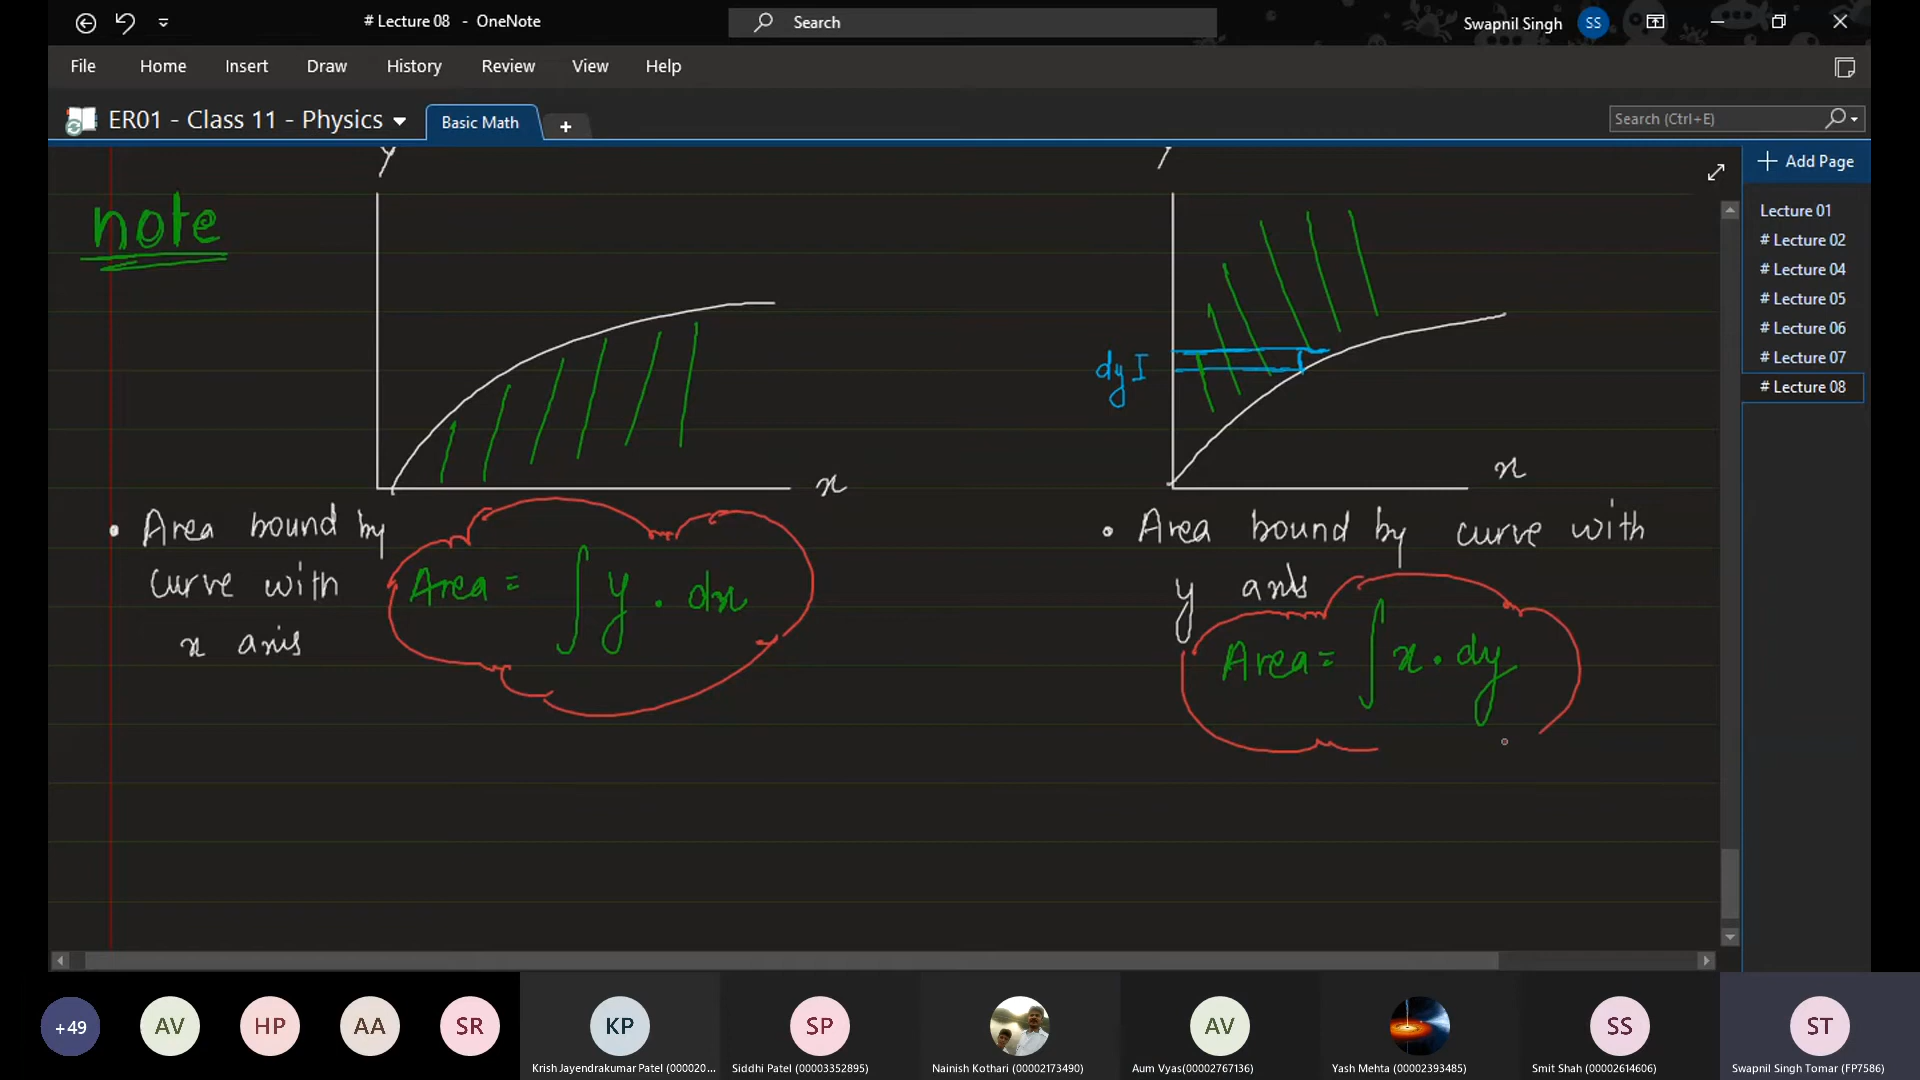 # Lecture 08 - OneNote
Search
Swapnil Singh
SS
File Home Insert Draw History Review View Help
ER01 - Class 11 - Physics
Basic Math
Search (Ctrl+E)
Add Page
Lecture 01
# Lecture 02
# Lecture 04
# Lecture 05
# Lecture 06
# Lecture 07
# Lecture 08
note
y
x
y
dy
x
• Area bound by
curve with
x axis
Area = ∫ y . dx
• Area bound by curve with
y axis
Area = ∫ x . dy
+49
AV
HP
AA
SR
KP
Krish Jayendrakumar Patel (000020...
SP
Siddhi Patel (00003352895)
Nainish Kothari (00002173490)
AV
Aum Vyas(00002767136)
Yash Mehta (00002393485)
SS
Smit Shah (00002614606)
ST
Swapnil Singh Tomar (FP7586)